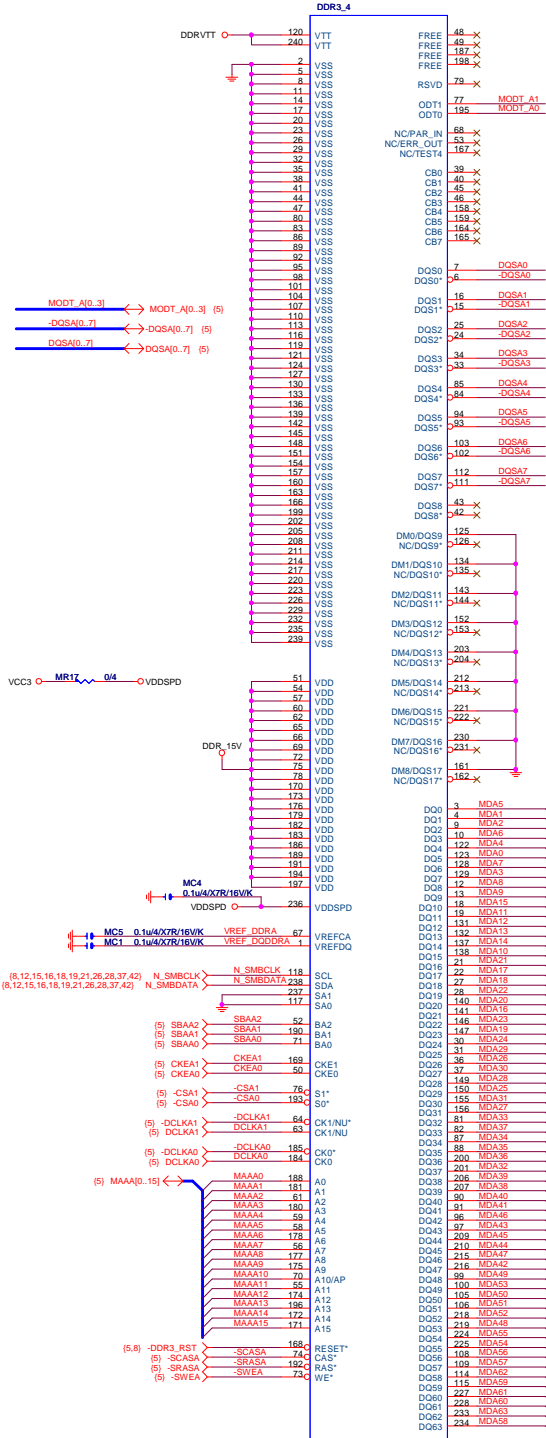 DDR3_4
DDRVTT 120 VTT
240 VTT
2 VSS
5 VSS
8 VSS
11 VSS
14 VSS
17 VSS
20 VSS
23 VSS
26 VSS
29 VSS
32 VSS
35 VSS
38 VSS
41 VSS
44 VSS
47 VSS
80 VSS
83 VSS
86 VSS
89 VSS
92 VSS
95 VSS
98 VSS
101 VSS
104 VSS
107 VSS
110 VSS
113 VSS
116 VSS
119 VSS
121 VSS
124 VSS
127 VSS
130 VSS
133 VSS
136 VSS
139 VSS
142 VSS
145 VSS
148 VSS
151 VSS
154 VSS
157 VSS
160 VSS
163 VSS
166 VSS
199 VSS
202 VSS
205 VSS
208 VSS
211 VSS
214 VSS
217 VSS
220 VSS
223 VSS
226 VSS
229 VSS
232 VSS
235 VSS
239 VSS
MODT_A[0..3] MODT_A[0..3] {5}
-DQSA[0..7] -DQSA[0..7] {5}
DQSA[0..7] DQSA[0..7] {5}
VCC3 MR17 0/4 VDDSPD
DDR_15V
51 VDD
54 VDD
57 VDD
60 VDD
62 VDD
65 VDD
66 VDD
69 VDD
72 VDD
75 VDD
78 VDD
170 VDD
173 VDD
176 VDD
179 VDD
182 VDD
183 VDD
186 VDD
189 VDD
191 VDD
194 VDD
197 VDD
MC4
0.1u/4/X7R/16V/K
VDDSPD 236 VDDSPD
MC5 0.1u/4/X7R/16V/K VREF_DDRA 67 VREFCA
MC1 0.1u/4/X7R/16V/K VREF_DQDDRA 1 VREFDQ
{8,12,15,16,18,19,21,26,28,37,42} N_SMBCLK N_SMBCLK 118 SCL
{8,12,15,16,18,19,21,26,28,37,42} N_SMBDATA N_SMBDATA 238 SDA
237 SA1
117 SA0
{5} SBAA2 SBAA2 52 BA2
{5} SBAA1 SBAA1 190 BA1
{5} SBAA0 SBAA0 71 BA0
{5} CKEA1 CKEA1 169 CKE1
{5} CKEA0 CKEA0 50 CKE0
{5} -CSA1 -CSA1 76 S1*
{5} -CSA0 -CSA0 193 S0*
{5} -DCLKA1 -DCLKA1 64 CK1/NU*
{5} DCLKA1 DCLKA1 63 CK1/NU
{5} -DCLKA0 -DCLKA0 185 CK0*
{5} DCLKA0 DCLKA0 184 CK0
{5} MAAA[0..15]
MAAA0 188 A0
MAAA1 181 A1
MAAA2 61 A2
MAAA3 180 A3
MAAA4 59 A4
MAAA5 58 A5
MAAA6 178 A6
MAAA7 56 A7
MAAA8 177 A8
MAAA9 175 A9
MAAA10 70 A10/AP
MAAA11 55 A11
MAAA12 174 A12
MAAA13 196 A13
MAAA14 172 A14
MAAA15 171 A15
{5,8} -DDR3_RST 168 RESET*
{5} -SCASA -SCASA 74 CAS*
{5} -SRASA -SRASA 192 RAS*
{5} -SWEA -SWEA 73 WE*
FREE 48
FREE 49
FREE 187
FREE 198
RSVD 79
ODT1 77 MODT_A1
ODT0 195 MODT_A0
NC/PAR_IN 68
NC/ERR_OUT 53
NC/TEST4 167
CB0 39
CB1 40
CB2 45
CB3 46
CB4 158
CB5 159
CB6 164
CB7 165
DQS0 7 DQSA0
DQS0* 6 -DQSA0
DQS1 16 DQSA1
DQS1* 15 -DQSA1
DQS2 25 DQSA2
DQS2* 24 -DQSA2
DQS3 34 DQSA3
DQS3* 33 -DQSA3
DQS4 85 DQSA4
DQS4* 84 -DQSA4
DQS5 94 DQSA5
DQS5* 93 -DQSA5
DQS6 103 DQSA6
DQS6* 102 -DQSA6
DQS7 112 DQSA7
DQS7* 111 -DQSA7
DQS8 43
DQS8* 42
DM0/DQS9 125
NC/DQS9* 126
DM1/DQS10 134
NC/DQS10* 135
DM2/DQS11 143
NC/DQS11* 144
DM3/DQS12 152
NC/DQS12* 153
DM4/DQS13 203
NC/DQS13* 204
DM5/DQS14 212
NC/DQS14* 213
DM6/DQS15 221
NC/DQS15* 222
DM7/DQS16 230
NC/DQS16* 231
DM8/DQS17 161
NC/DQS17* 162
DQ0 3 MDA5
DQ1 4 MDA1
DQ2 9 MDA2
DQ3 10 MDA6
DQ4 122 MDA4
DQ5 123 MDA0
DQ6 128 MDA7
DQ7 129 MDA3
DQ8 12 MDA8
DQ9 13 MDA9
DQ10 18 MDA15
DQ11 19 MDA11
DQ12 131 MDA12
DQ13 132 MDA13
DQ14 137 MDA14
DQ15 138 MDA10
DQ16 21 MDA21
DQ17 22 MDA17
DQ18 27 MDA18
DQ19 28 MDA22
DQ20 140 MDA20
DQ21 141 MDA16
DQ22 146 MDA23
DQ23 147 MDA19
DQ24 30 MDA24
DQ25 31 MDA29
DQ26 36 MDA26
DQ27 37 MDA30
DQ28 149 MDA28
DQ29 150 MDA25
DQ30 155 MDA31
DQ31 156 MDA27
DQ32 81 MDA33
DQ33 82 MDA37
DQ34 87 MDA34
DQ35 88 MDA35
DQ36 200 MDA36
DQ37 201 MDA32
DQ38 206 MDA39
DQ39 207 MDA38
DQ40 90 MDA40
DQ41 91 MDA41
DQ42 96 MDA46
DQ43 97 MDA43
DQ44 209 MDA45
DQ45 210 MDA44
DQ46 215 MDA47
DQ47 216 MDA42
DQ48 99 MDA49
DQ49 100 MDA53
DQ50 105 MDA50
DQ51 106 MDA51
DQ52 218 MDA52
DQ53 219 MDA48
DQ54 224 MDA55
DQ55 225 MDA54
DQ56 108 MDA56
DQ57 109 MDA57
DQ58 114 MDA62
DQ59 115 MDA59
DQ60 227 MDA61
DQ61 228 MDA60
DQ62 233 MDA63
DQ63 234 MDA58